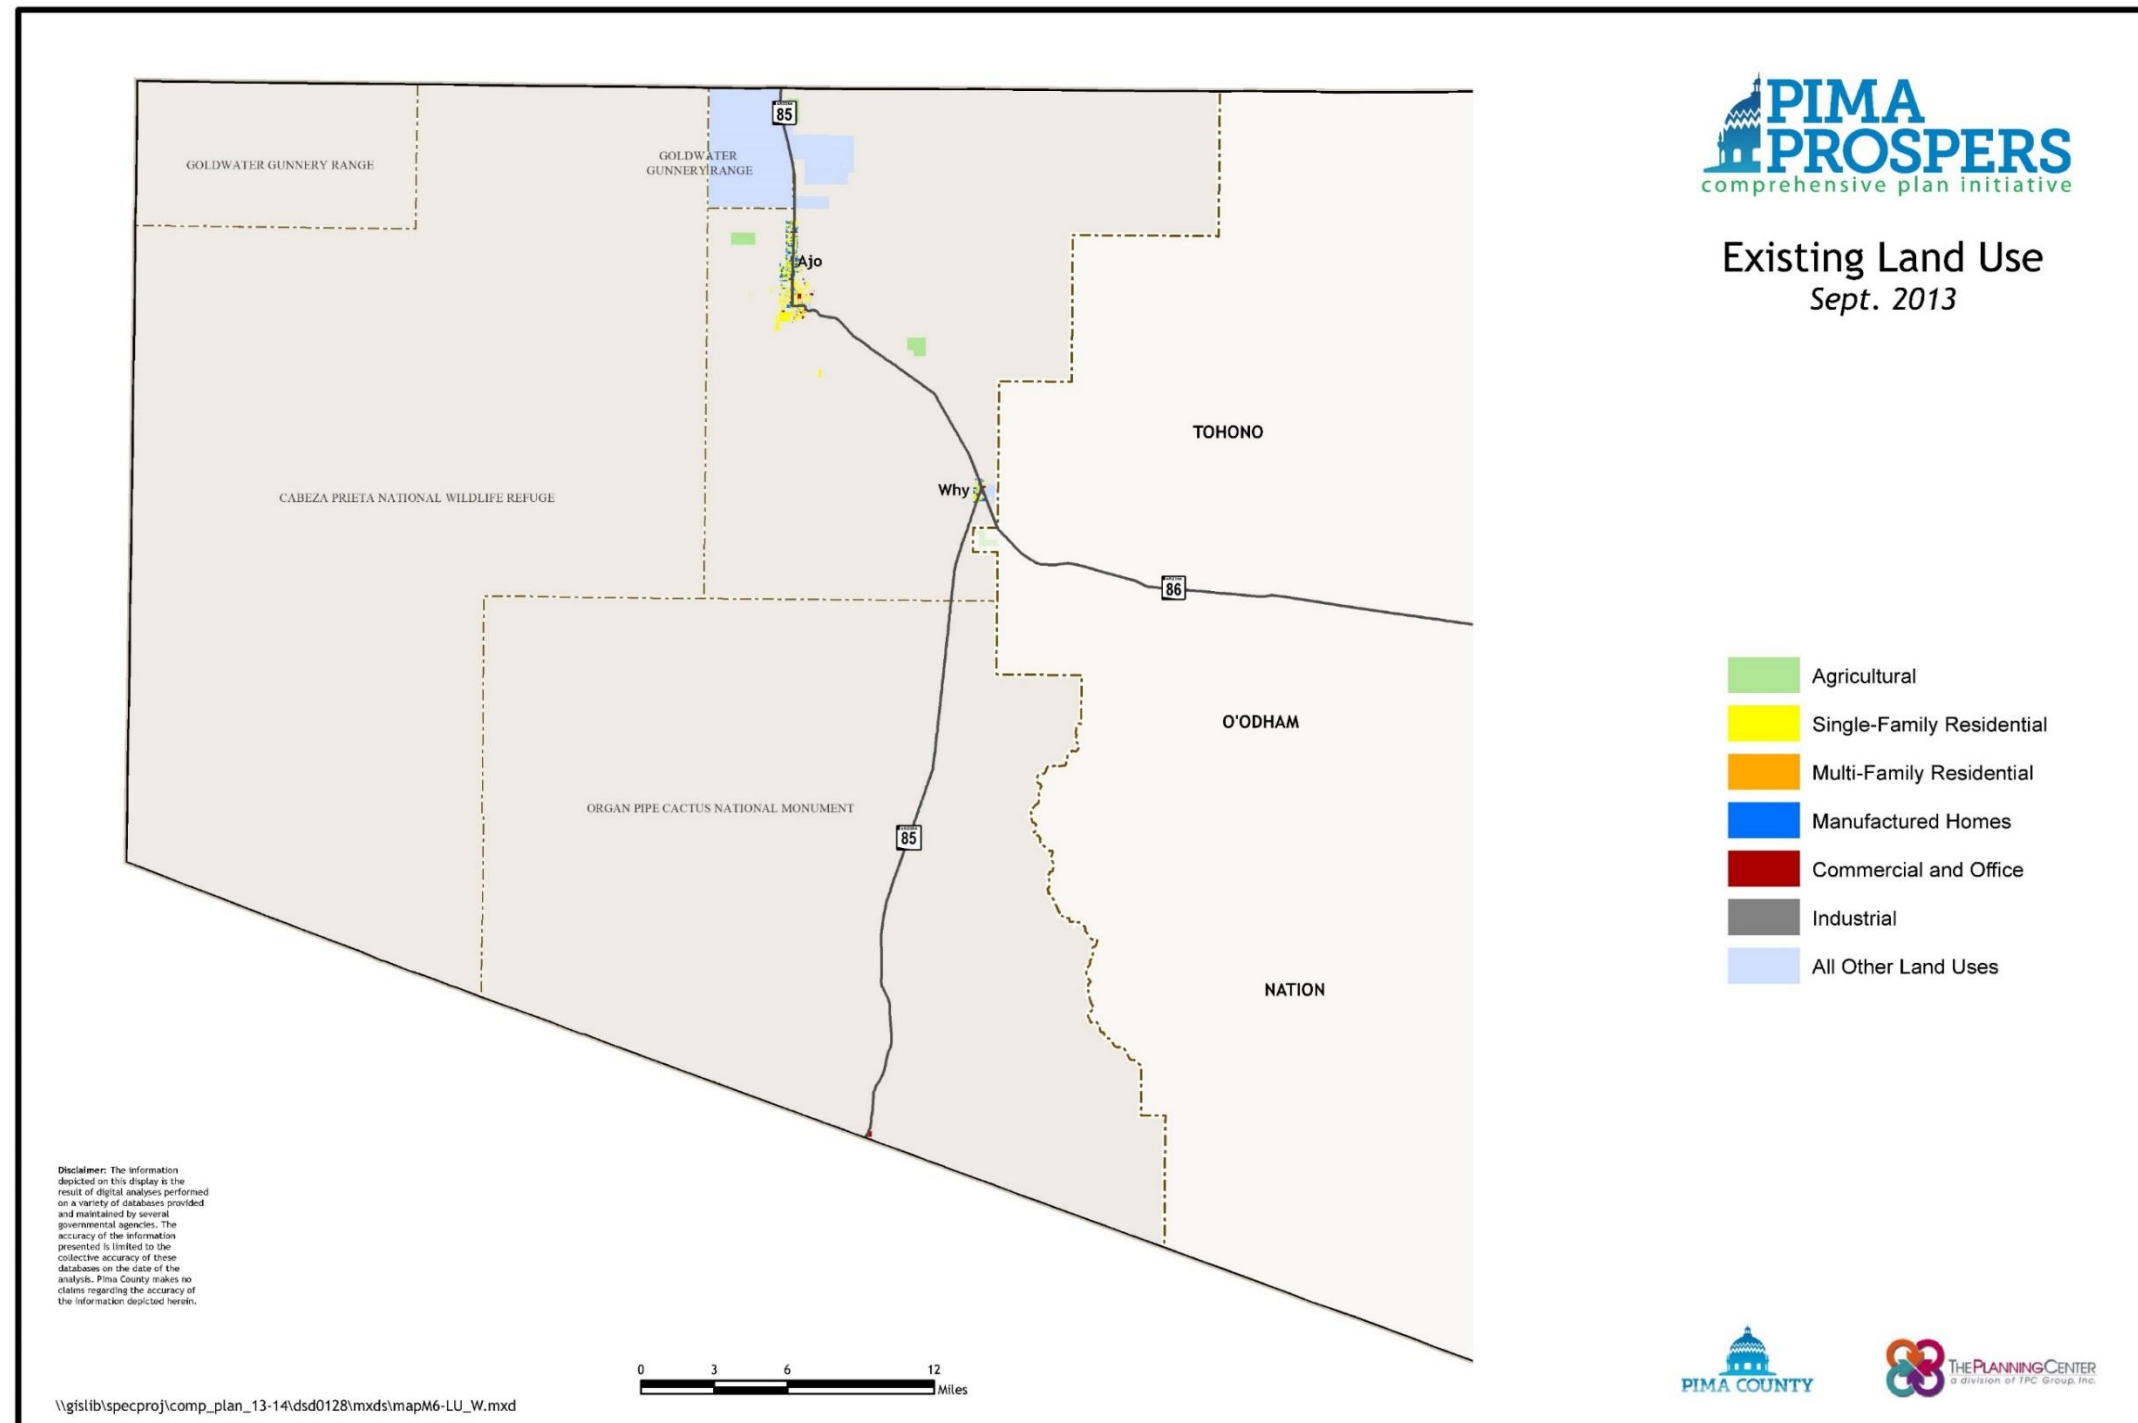 PIMA
PROSPERS
comprehensive plan initiative
Existing Land Use
Sept. 2013
85
GOLDWATER GUNNERY RANGE
GOLDWATER
GUNNERY RANGE
Ajo
TOHONO
Why
CABEZA PRIETA NATIONAL WILDLIFE REFUGE
86
O'ODHAM
ORGAN PIPE CACTUS NATIONAL MONUMENT
85
NATION
Agricultural
Single-Family Residential
Multi-Family Residential
Manufactured Homes
Commercial and Office
Industrial
All Other Land Uses
Disclaimer: The information
depicted on this display is the
result of digital analyses performed
on a variety of databases provided
and maintained by several
governmental agencies. The
accuracy of the information
presented is limited to the
collective accuracy of these
databases on the date of the
analysis. Pima County makes no
claims regarding the accuracy of
the information depicted herein.
0 3 6 12
Miles
\\gislib\specproj\comp_plan_13-14\dsd0128\mxds\mapM6-LU_W.mxd
PIMA COUNTY
THE PLANNING CENTER
a division of TPC Group, Inc.